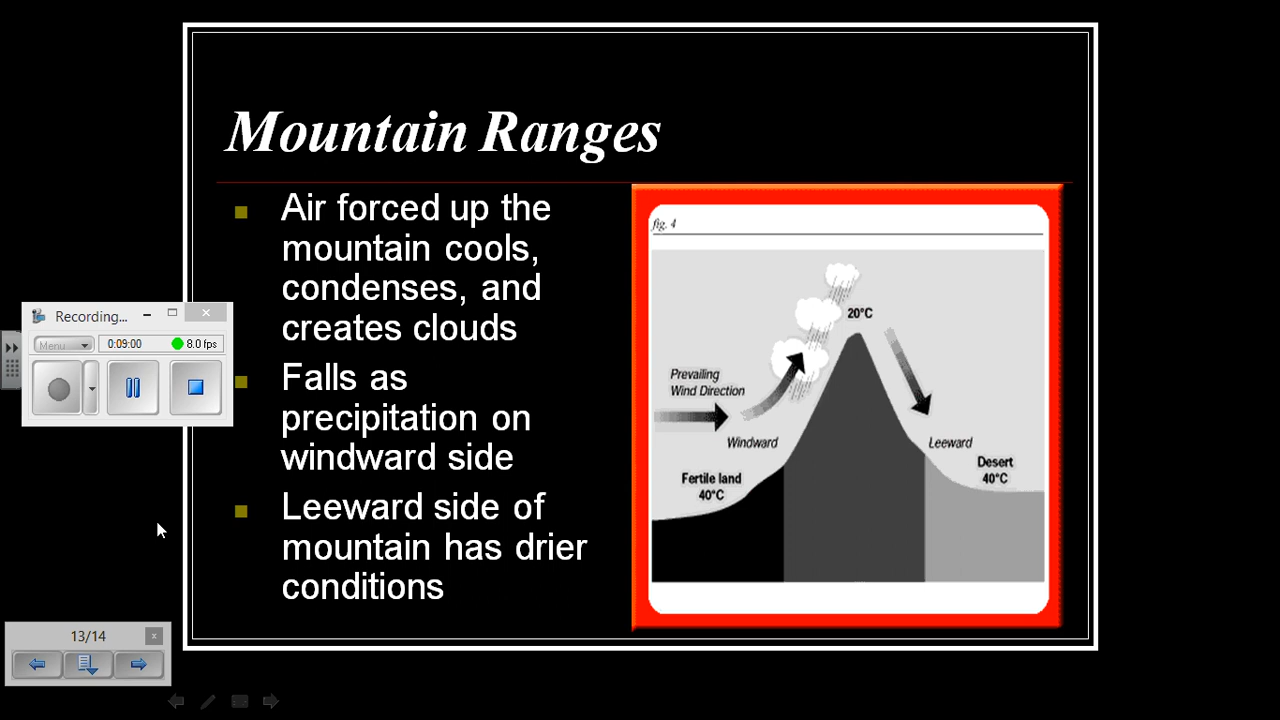 Mountain Ranges
Air forced up the
mountain cools,
condenses, and
creates clouds
Falls as
precipitation on
windward side
Leeward side of
mountain has drier
conditions
fig. 4
20°C
Prevailing
Wind Direction
Windward
Leeward
Fertile land
40°C
Desert
40°C
Recording...
Menu
0:09:00
8.0 fps
13/14